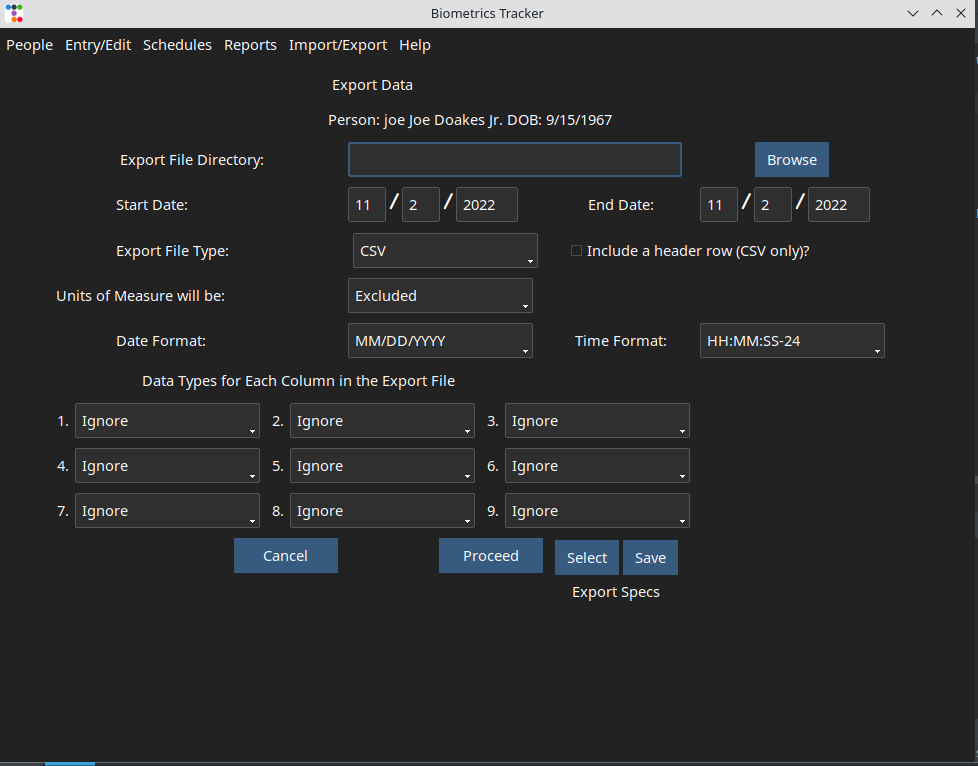 Biometrics Tracker
People Entry/Edit Schedules Reports Import/Export Help
Export Data
Person: joe Joe Doakes Jr. DOB: 9/15/1967
Export File Directory: Browse
Start Date: 11 / 2 / 2022 End Date: 11 / 2 / 2022
Export File Type: CSV Include a header row (CSV only)?
Units of Measure will be: Excluded
Date Format: MM/DD/YYYY Time Format: HH:MM:SS-24
Data Types for Each Column in the Export File
1. Ignore 2. Ignore 3. Ignore
4. Ignore 5. Ignore 6. Ignore
7. Ignore 8. Ignore 9. Ignore
Cancel Proceed Select Save
Export Specs